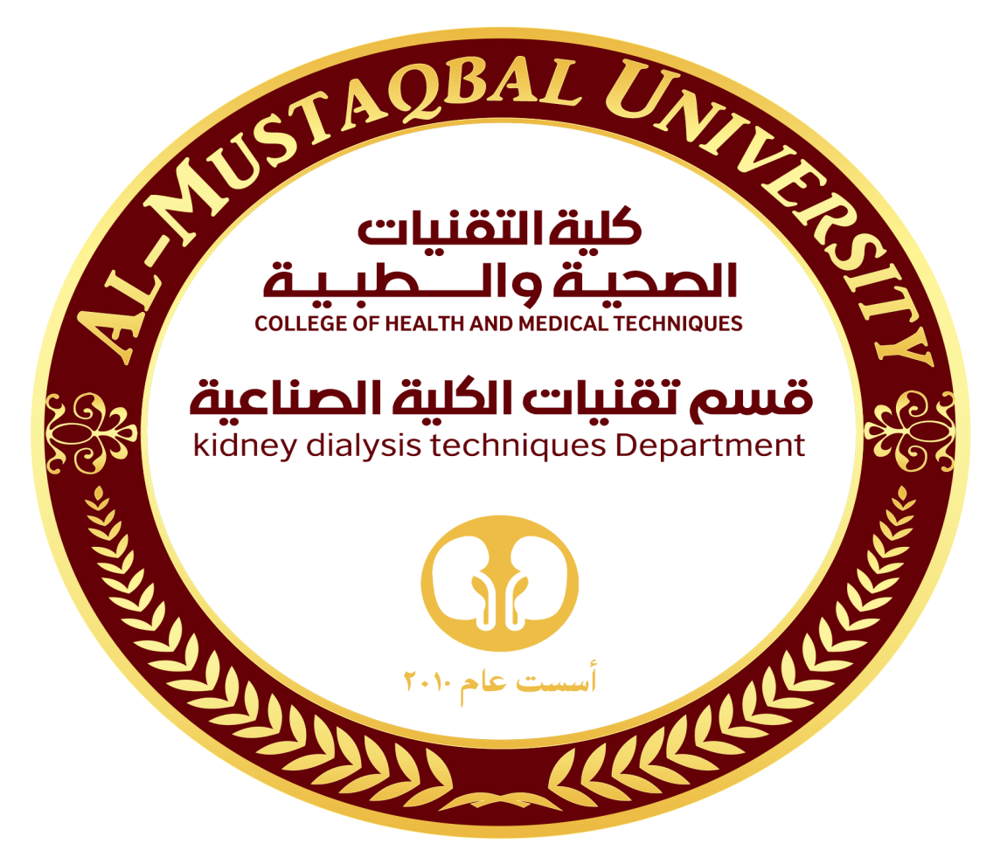 AL-MUSTAQBAL UNIVERSITY
كلية التقنيات
الصحية والـــطبـيـة
COLLEGE OF HEALTH AND MEDICAL TECHNIQUES
قسم تقنيات الكلية الصناعية
kidney dialysis techniques Department
أسست عام ٢٠١٠